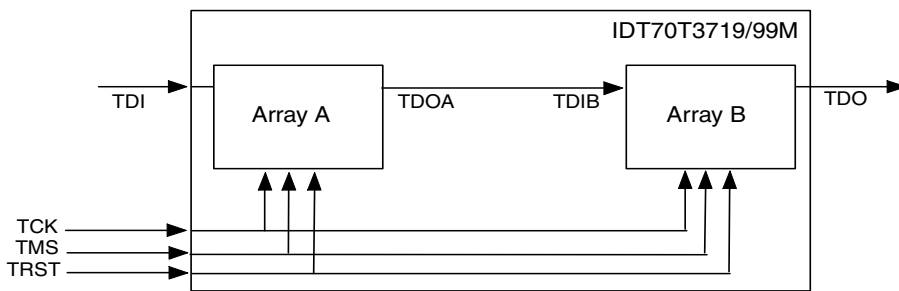 IDT70T3719/99M
TDI
Array A
TDOA
TDIB
Array B
TDO
TCK
TMS
TRST